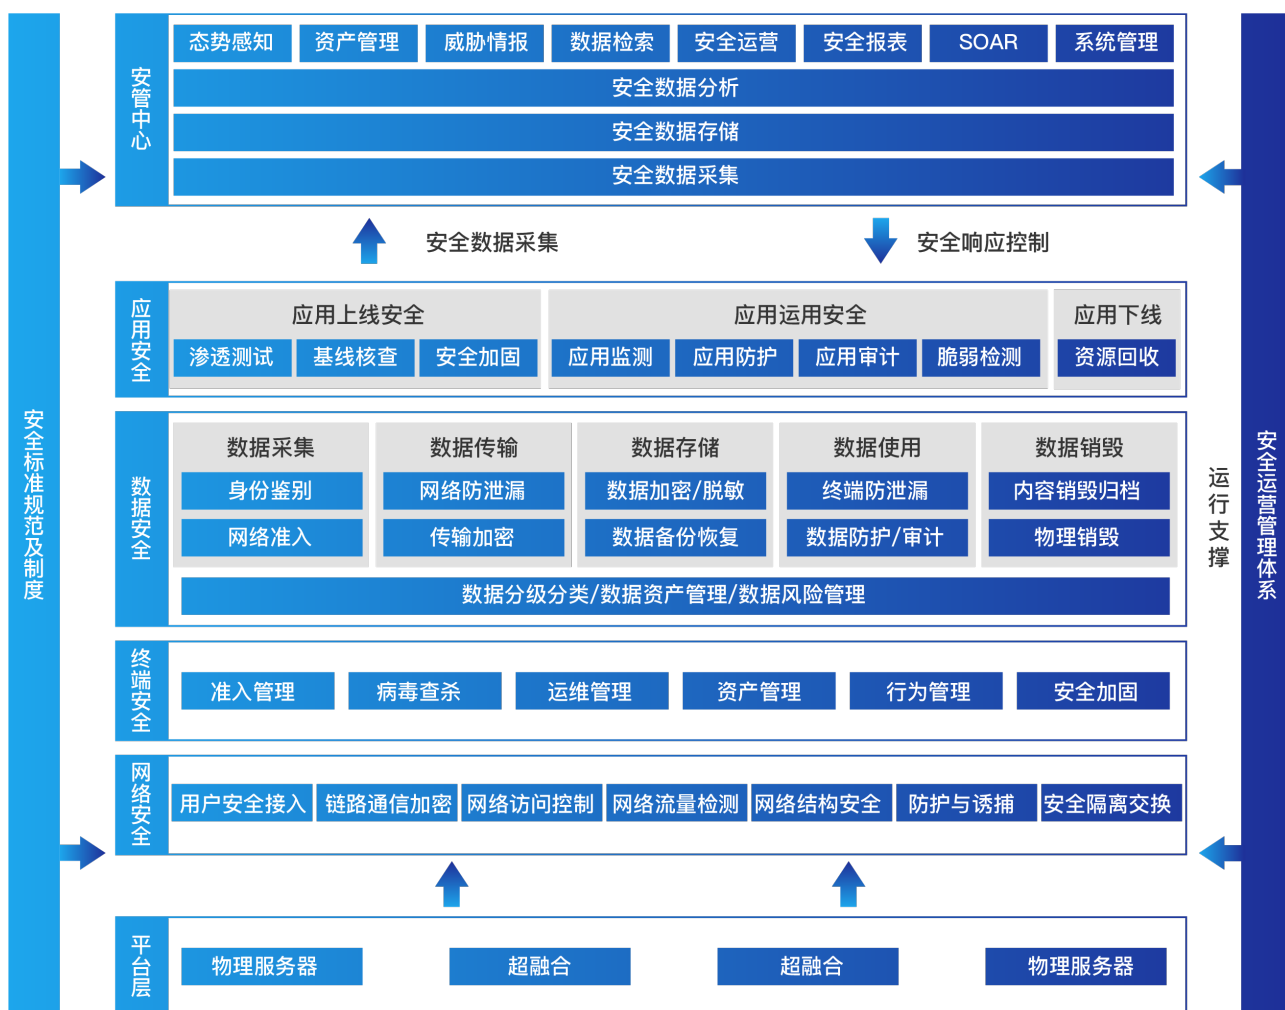 安全标准规范及制度
安管中心
态势感知
资产管理
威胁情报
数据检索
安全运营
安全报表
SOAR
系统管理
安全数据分析
安全数据存储
安全数据采集
安全数据采集
安全响应控制
应用安全
应用上线安全
渗透测试
基线核查
安全加固
应用运用安全
应用监测
应用防护
应用审计
脆弱检测
应用下线
资源回收
数据安全
数据采集
身份鉴别
网络准入
数据传输
网络防泄漏
传输加密
数据存储
数据加密/脱敏
数据备份恢复
数据使用
终端防泄漏
数据防护/审计
数据销毁
内容销毁归档
物理销毁
数据分级分类/数据资产管理/数据风险管理
终端安全
准入管理
病毒查杀
运维管理
资产管理
行为管理
安全加固
网络安全
用户安全接入
链路通信加密
网络访问控制
网络流量检测
网络结构安全
防护与诱捕
安全隔离交换
平台层
物理服务器
超融合
超融合
物理服务器
运行支撑
安全运营管理体系